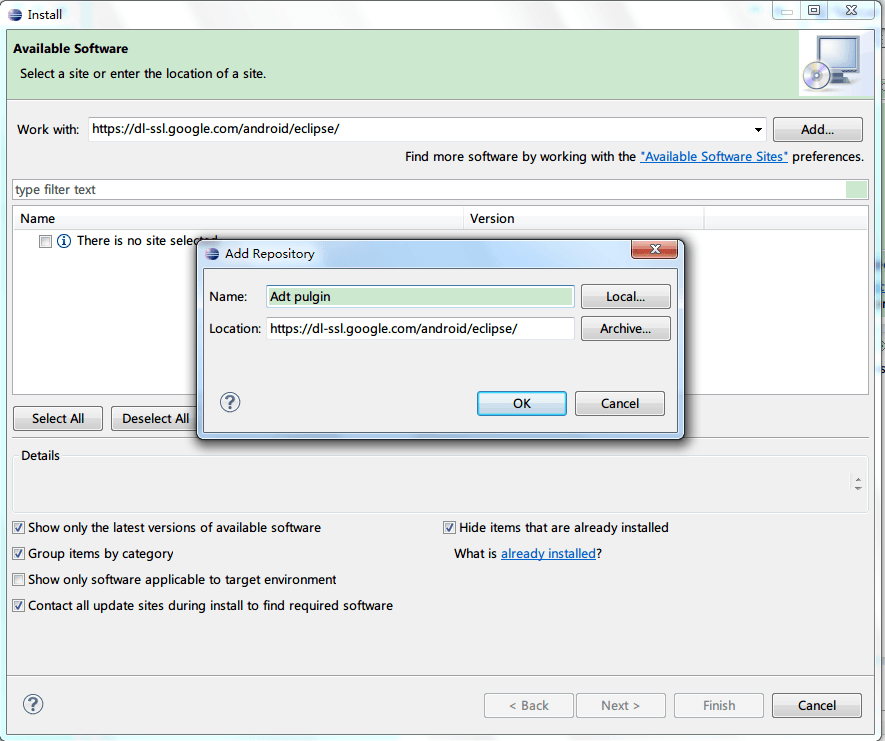 Install
Available Software
Select a site or enter the location of a site.
Work with: https://dl-ssl.google.com/android/eclipse/ Add...
Find more software by working with the "Available Software Sites" preferences.
type filter text
Name Version
There is no site selected
Add Repository
Name: Adt pulgin Local...
Location: https://dl-ssl.google.com/android/eclipse/ Archive...
OK Cancel
Select All Deselect All
Details
Show only the latest versions of available software Hide items that are already installed
Group items by category What is already installed?
Show only software applicable to target environment
Contact all update sites during install to find required software
< Back Next > Finish Cancel